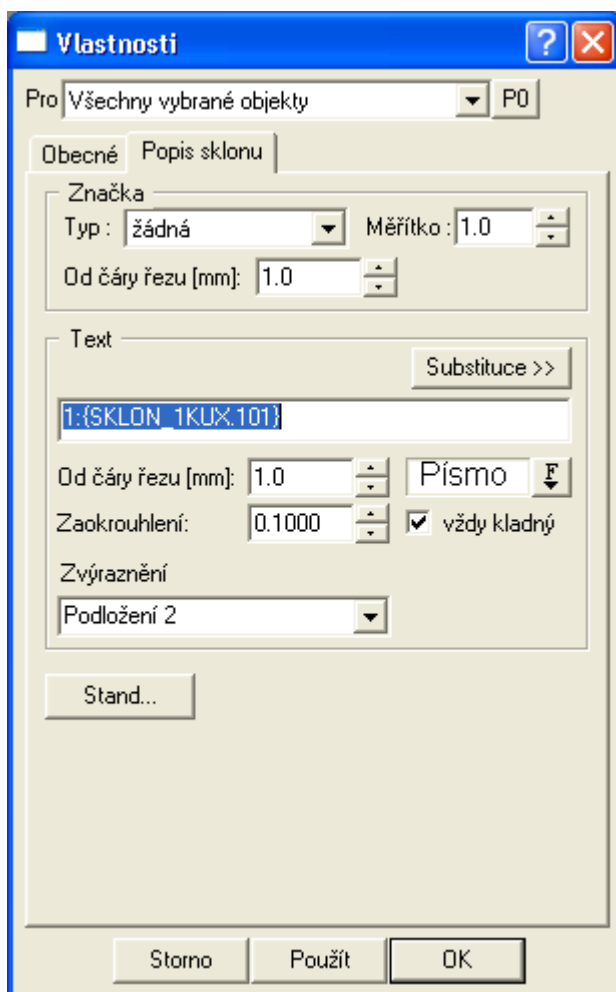 Vlastnosti
Pro Všechny vybrané objekty P0
Obecné Popis sklonu
Značka
Typ : žádná Měřítko : 1.0
Od čáry řezu [mm]: 1.0
Text
Substituce >>
1:{SKLON_1KUX.101}
Od čáry řezu [mm]: 1.0 Písmo F
Zaokrouhlení: 0.1000 vždy kladný
Zvýraznění
Podložení 2
Stand...
Storno Použít OK